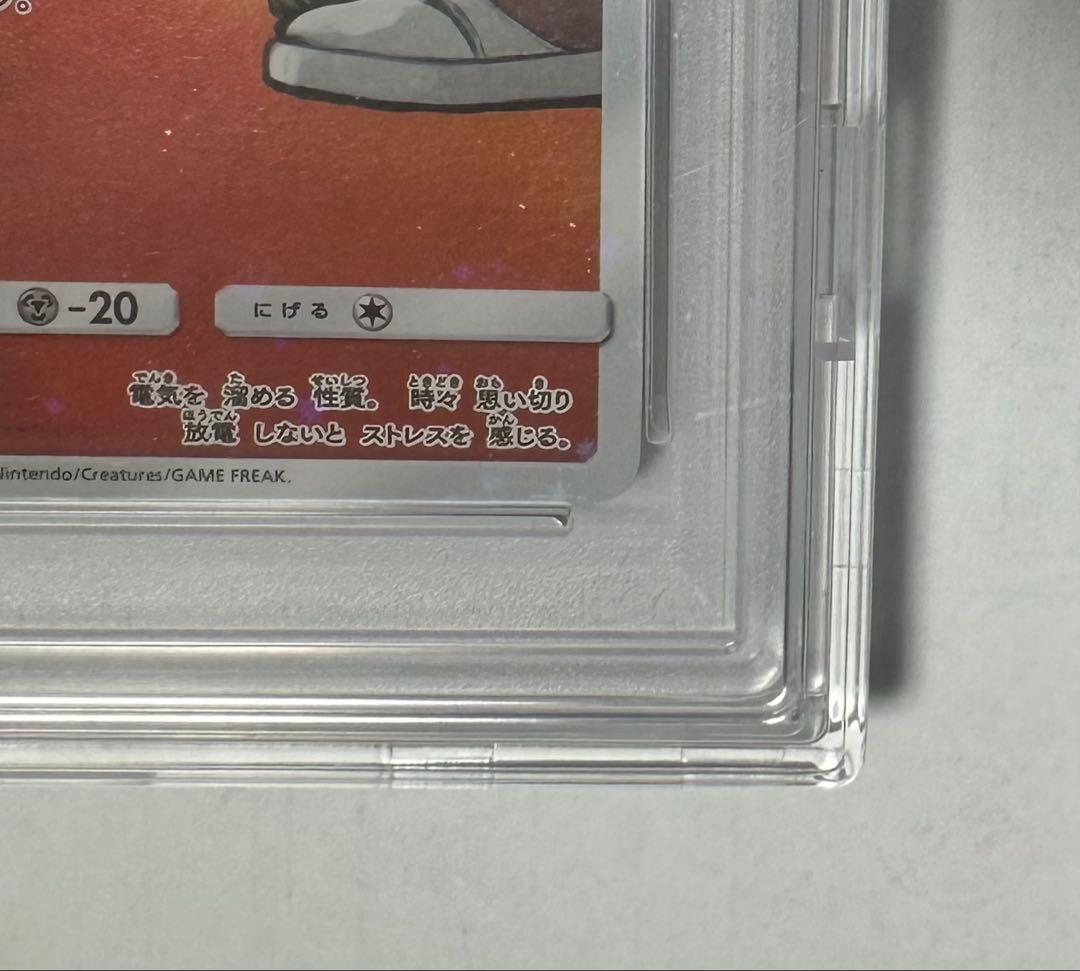 。
-20 にげる
電気を 溜める 性質。 時々 思い切り
放電 しないと ストレスを 感じる。
Nintendo/Creatures/GAME FREAK.